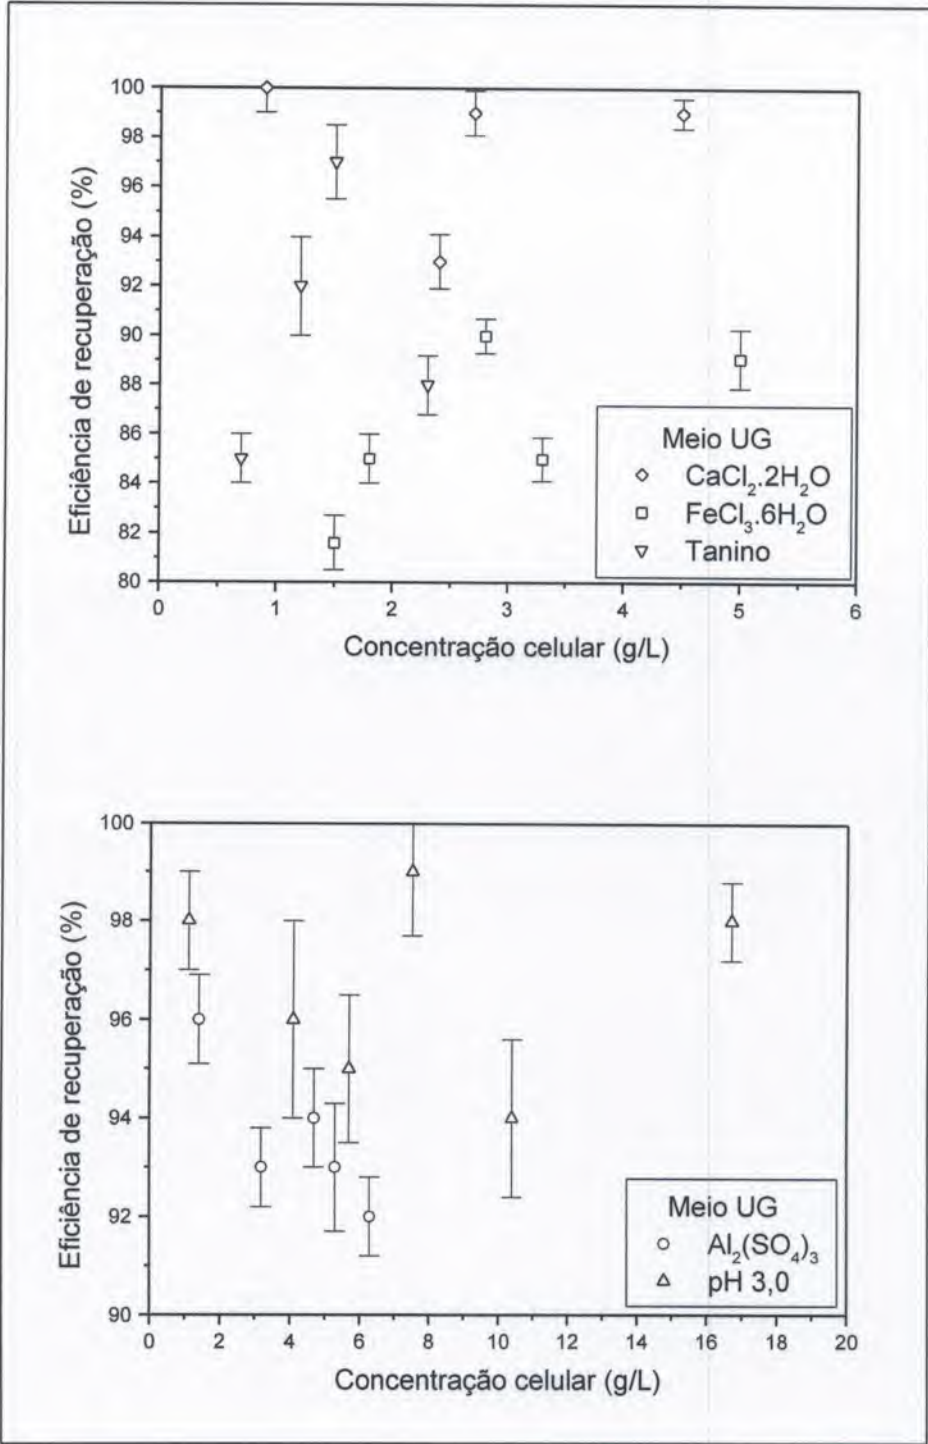 100
98
96
94
92
90
88
86
84
82
80
Eficiência de recuperação (%)
0 1 2 3 4 5 6
Concentração celular (g/L)
Meio UG
CaCl₂.2H₂O
FeCl₃.6H₂O
Tanino
100
98
96
94
92
90
Eficiência de recuperação (%)
0 2 4 6 8 10 12 14 16 18 20
Concentração celular (g/L)
Meio UG
Al₂(SO₄)₃
pH 3,0